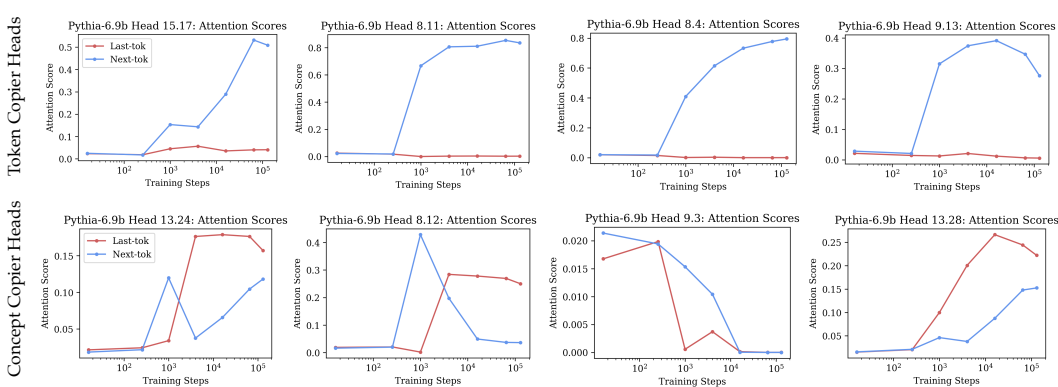 Token Copier Heads
Pythia-6.9b Head 15.17: Attention Scores
Attention Score
0.5
0.4
0.3
0.2
0.1
0.0
Last-tok
Next-tok
10²
10³
10⁴
10⁵
Training Steps
Pythia-6.9b Head 8.11: Attention Scores
Attention Score
0.8
0.6
0.4
0.2
0.0
10²
10³
10⁴
10⁵
Training Steps
Pythia-6.9b Head 8.4: Attention Scores
Attention Score
0.8
0.6
0.4
0.2
0.0
10²
10³
10⁴
10⁵
Training Steps
Pythia-6.9b Head 9.13: Attention Scores
Attention Score
0.4
0.3
0.2
0.1
0.0
10²
10³
10⁴
10⁵
Training Steps
Concept Copier Heads
Pythia-6.9b Head 13.24: Attention Scores
Attention Score
0.15
0.10
0.05
Last-tok
Next-tok
10²
10³
10⁴
10⁵
Training Steps
Pythia-6.9b Head 8.12: Attention Scores
Attention Score
0.4
0.3
0.2
0.1
0.0
10²
10³
10⁴
10⁵
Training Steps
Pythia-6.9b Head 9.3: Attention Scores
Attention Score
0.020
0.015
0.010
0.005
0.000
10²
10³
10⁴
10⁵
Training Steps
Pythia-6.9b Head 13.28: Attention Scores
Attention Score
0.25
0.20
0.15
0.10
0.05
10²
10³
10⁴
10⁵
Training Steps